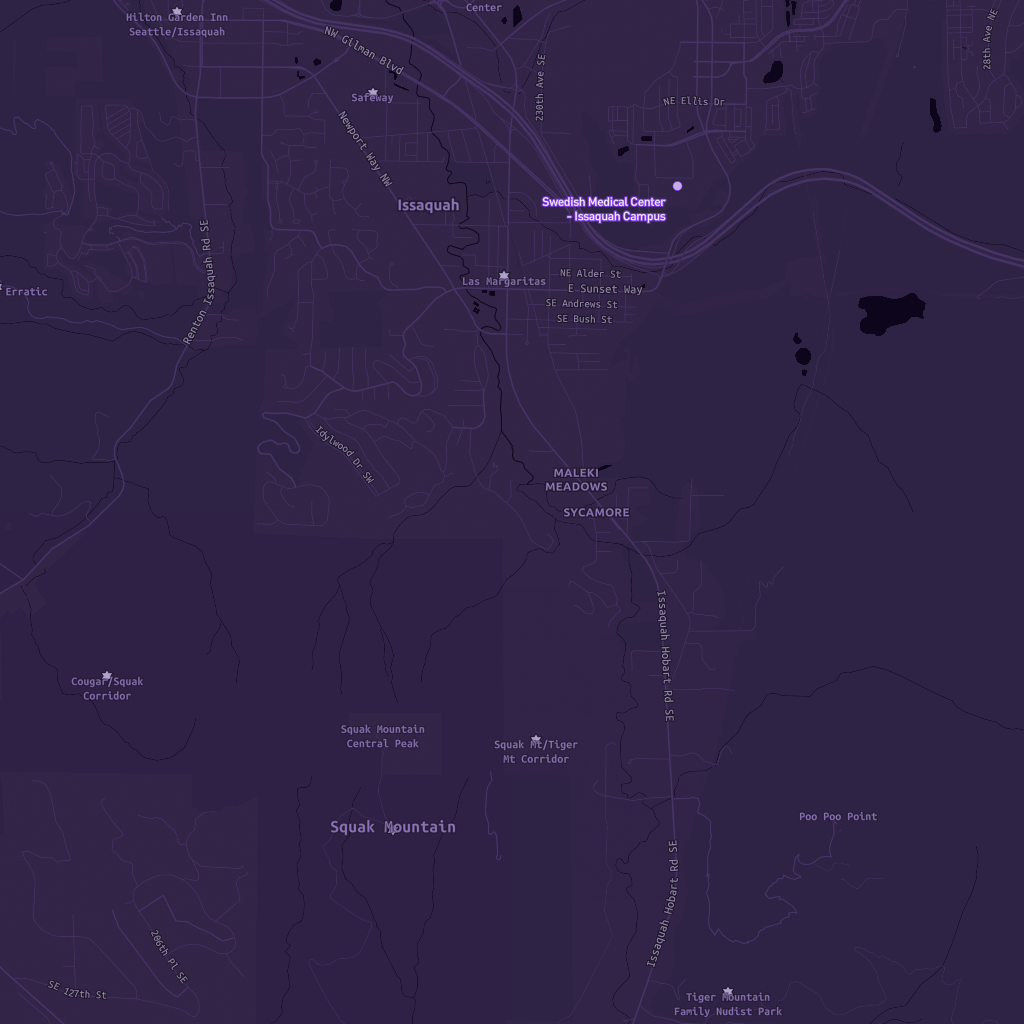 Center
Hilton Garden Inn
Seattle/Issaquah
NW Gilman Blvd
28th Ave NE
230th Ave SE
Safeway
NE Ellis Dr
Newport Way NW
Issaquah
Swedish Medical Center
- Issaquah Campus
Renton Issaquah Rd SE
NE Alder St
Las Margaritas
E Sunset Way
Erratic
SE Andrews St
SE Bush St
Idylwood Dr SW
MALEKI
MEADOWS
SYCAMORE
Issaquah Hobart Rd SE
Cougar/Squak
Corridor
Squak Mountain
Central Peak
Squak Mt/Tiger
Mt Corridor
Poo Poo Point
Squak Mountain
Issaquah Hobart Rd SE
206th Pl SE
SE 127th St
Tiger Mountain
Family Nudist Park